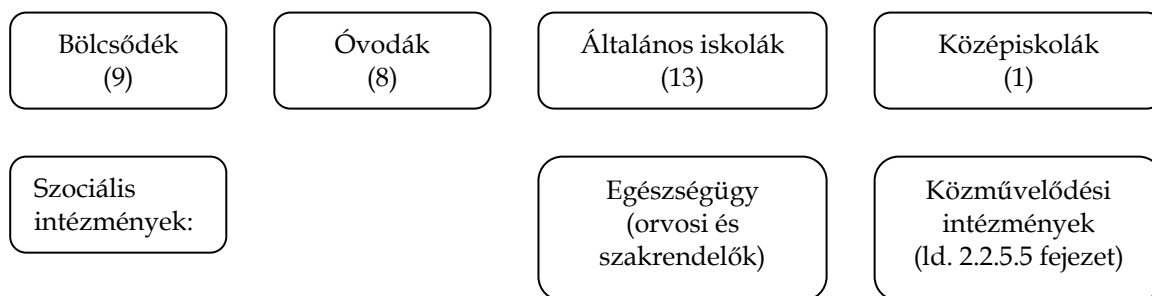 Bölcsődék
(9)
Óvodák
(8)
Általános iskolák
(13)
Középiskolák
(1)
Szociális
intézmények:
Egészségügy
(orvosi és
szakrendelők)
Közművelődési
intézmények
(ld. 2.2.5.5 fejezet)